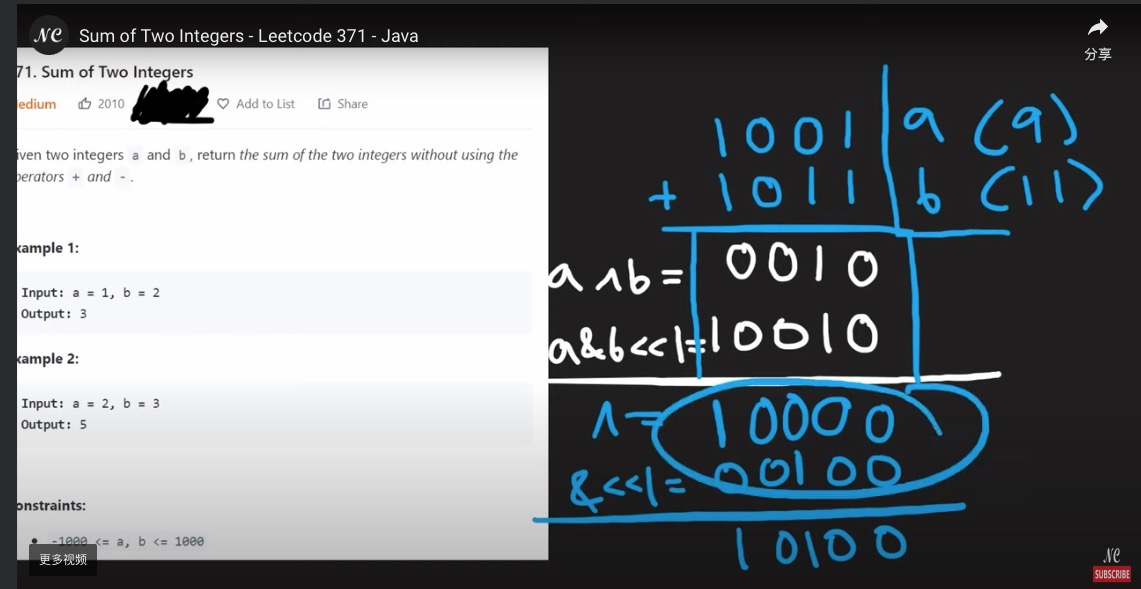 NC Sum of Two Integers - Leetcode 371 - Java
分享
71. Sum of Two Integers
edium 2010 Add to List Share
iven two integers a and b, return the sum of the two integers without using the
perators + and -.
xample 1:
Input: a = 1, b = 2
Output: 3
xample 2:
Input: a = 2, b = 3
Output: 5
onstraints:
• -1000 <= a, b <= 1000
更多视频
1001 a (9)
+ 1011 b (11)
a ^ b = 0010
a&b<<1= 10010
^ = 10000
&<<1= 00100
10100
NC
SUBSCRIBE